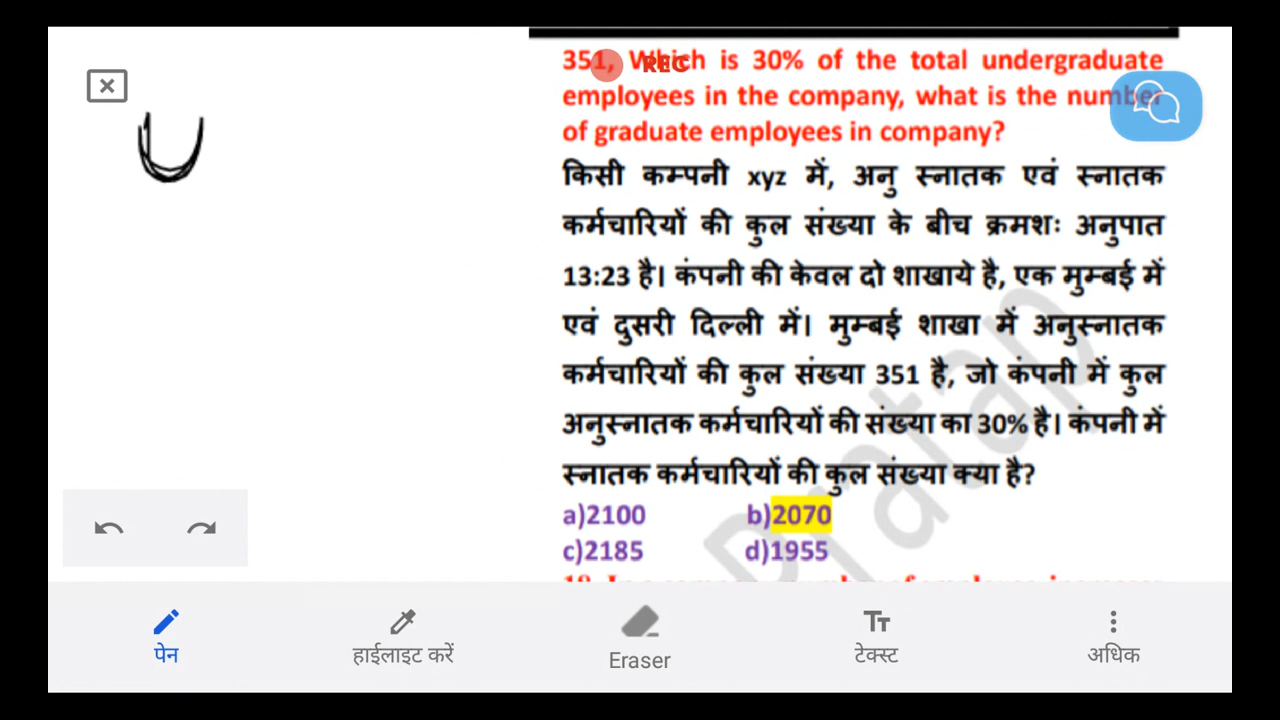 351, Which is 30% of the total undergraduate
REC
employees in the company, what is the number
of graduate employees in company?
U
किसी कम्पनी xyz में, अनु स्नातक एवं स्नातक
कर्मचारियों की कुल संख्या के बीच क्रमशः अनुपात
13:23 है। कंपनी की केवल दो शाखाये है, एक मुम्बई में
एवं दुसरी दिल्ली में। मुम्बई शाखा में अनुस्नातक
कर्मचारियों की कुल संख्या 351 है, जो कंपनी में कुल
अनुस्नातक कर्मचारियों की संख्या का 30% है। कंपनी में
स्नातक कर्मचारियों की कुल संख्या क्या है?
a)2100 b)2070
c)2185 d)1955
Pratap
पेन हाईलाइट करें Eraser टेक्स्ट अधिक